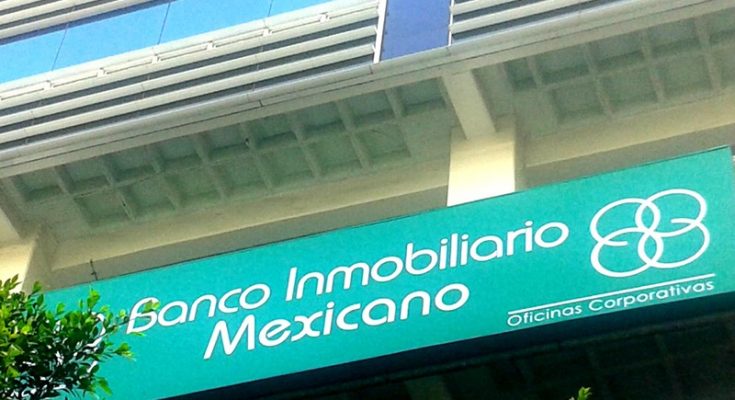 Banco Inmobiliario
Mexicano
Oficinas Corporativas